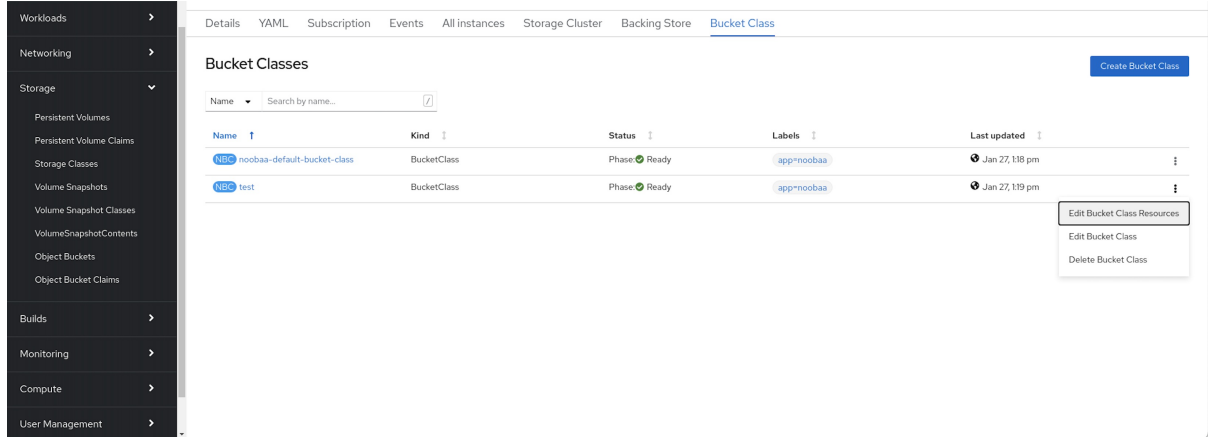 Workloads
Networking
Storage
Persistent Volumes
Persistent Volume Claims
Storage Classes
Volume Snapshots
Volume Snapshot Classes
VolumeSnapshotContents
Object Buckets
Object Bucket Claims
Builds
Monitoring
Compute
User Management
Details YAML Subscription Events All instances Storage Cluster Backing Store Bucket Class
Bucket Classes
Create Bucket Class
Name Search by name... /
Name Kind Status Labels Last updated
NBC noobaa-default-bucket-class BucketClass Phase: Ready app=noobaa Jan 27, 1:18 pm
NBC test BucketClass Phase: Ready app=noobaa Jan 27, 1:19 pm
Edit Bucket Class Resources
Edit Bucket Class
Delete Bucket Class